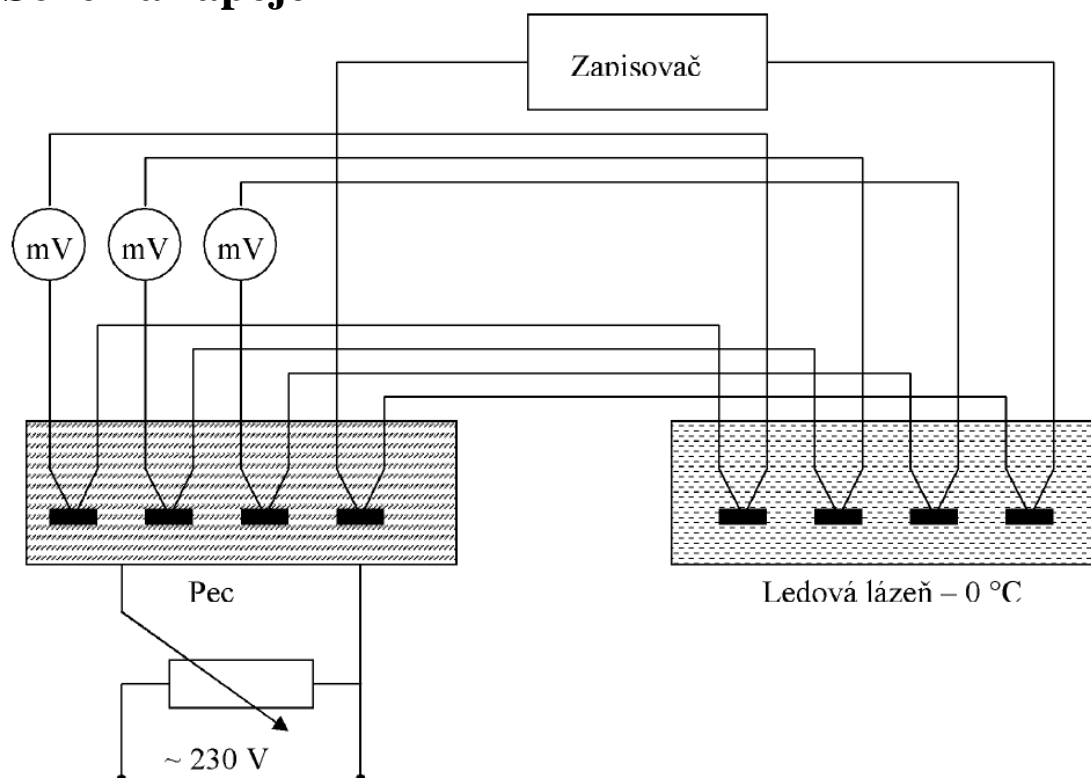 Zapisovač
mV mV mV
Pec
Ledová lázeň – 0 °C
~ 230 V